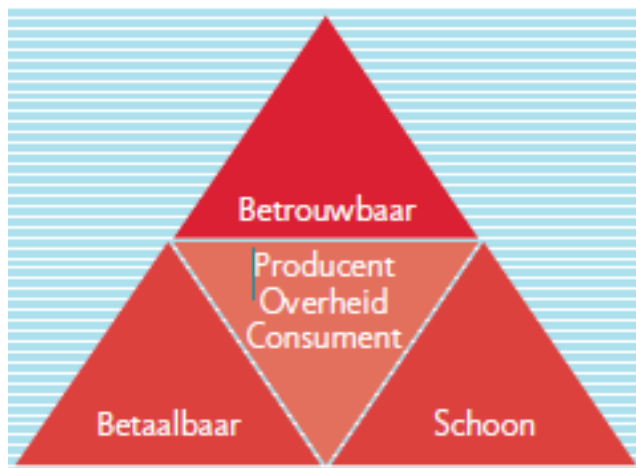 Betrouwbaar
Producent
Overheid
Consument
Betaalbaar
Schoon